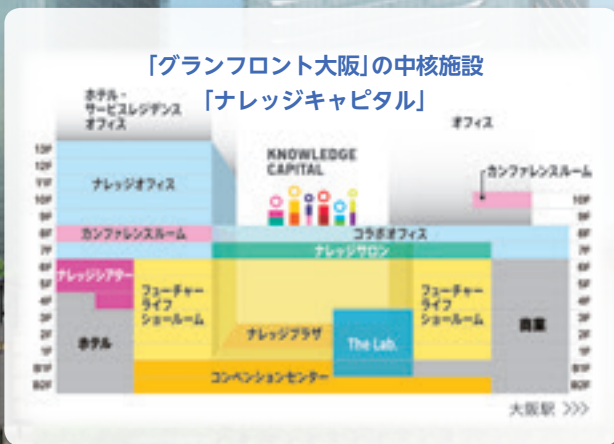 「グランフロント大阪」の中核施設
「ナレッジキャピタル」
ホテル・
サービスレジデンス
オフィス
オフィス
KNOWLEDGE
CAPITAL
カンファレンスルーム
13F
12F
11F
10F
9F
8F
7F
6F
5F
4F
3F
2F
1F
B1F
B2F
ナレッジオフィス
カンファレンスルーム
コラボオフィス
ナレッジサロン
ナレッジシアター
フューチャー
ライフ
ショールーム
ホテル
ナレッジプラザ
The Lab.
フューチャー
ライフ
ショールーム
商業
コンベンションセンター
10F
9F
8F
7F
6F
5F
4F
3F
2F
1F
B1F
B2F
大阪駅 >>>